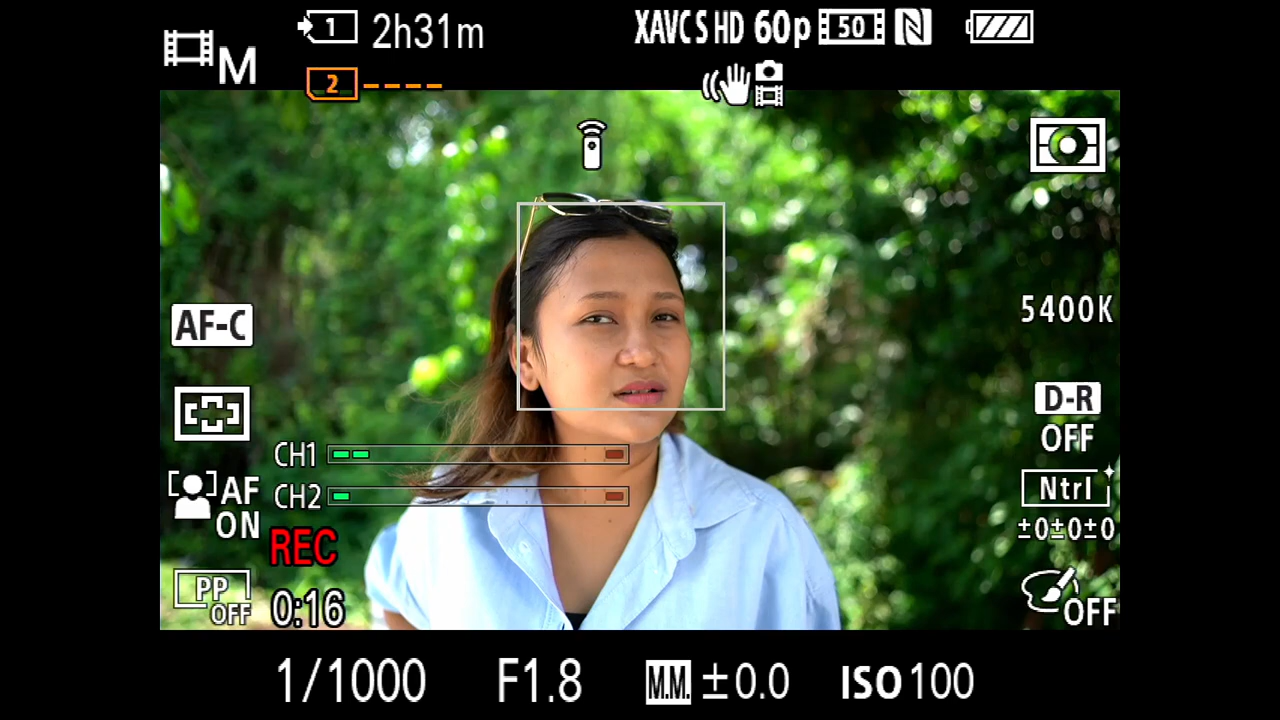 M 1 2h31m XAVC S HD 60p 50
2 ----
AF-C 5400K
D-R
OFF
CH1
CH2
AF
ON
Ntrl
±0±0±0
REC
PP
OFF
0:16
OFF
1/1000 F1.8 M.M. ±0.0 ISO 100